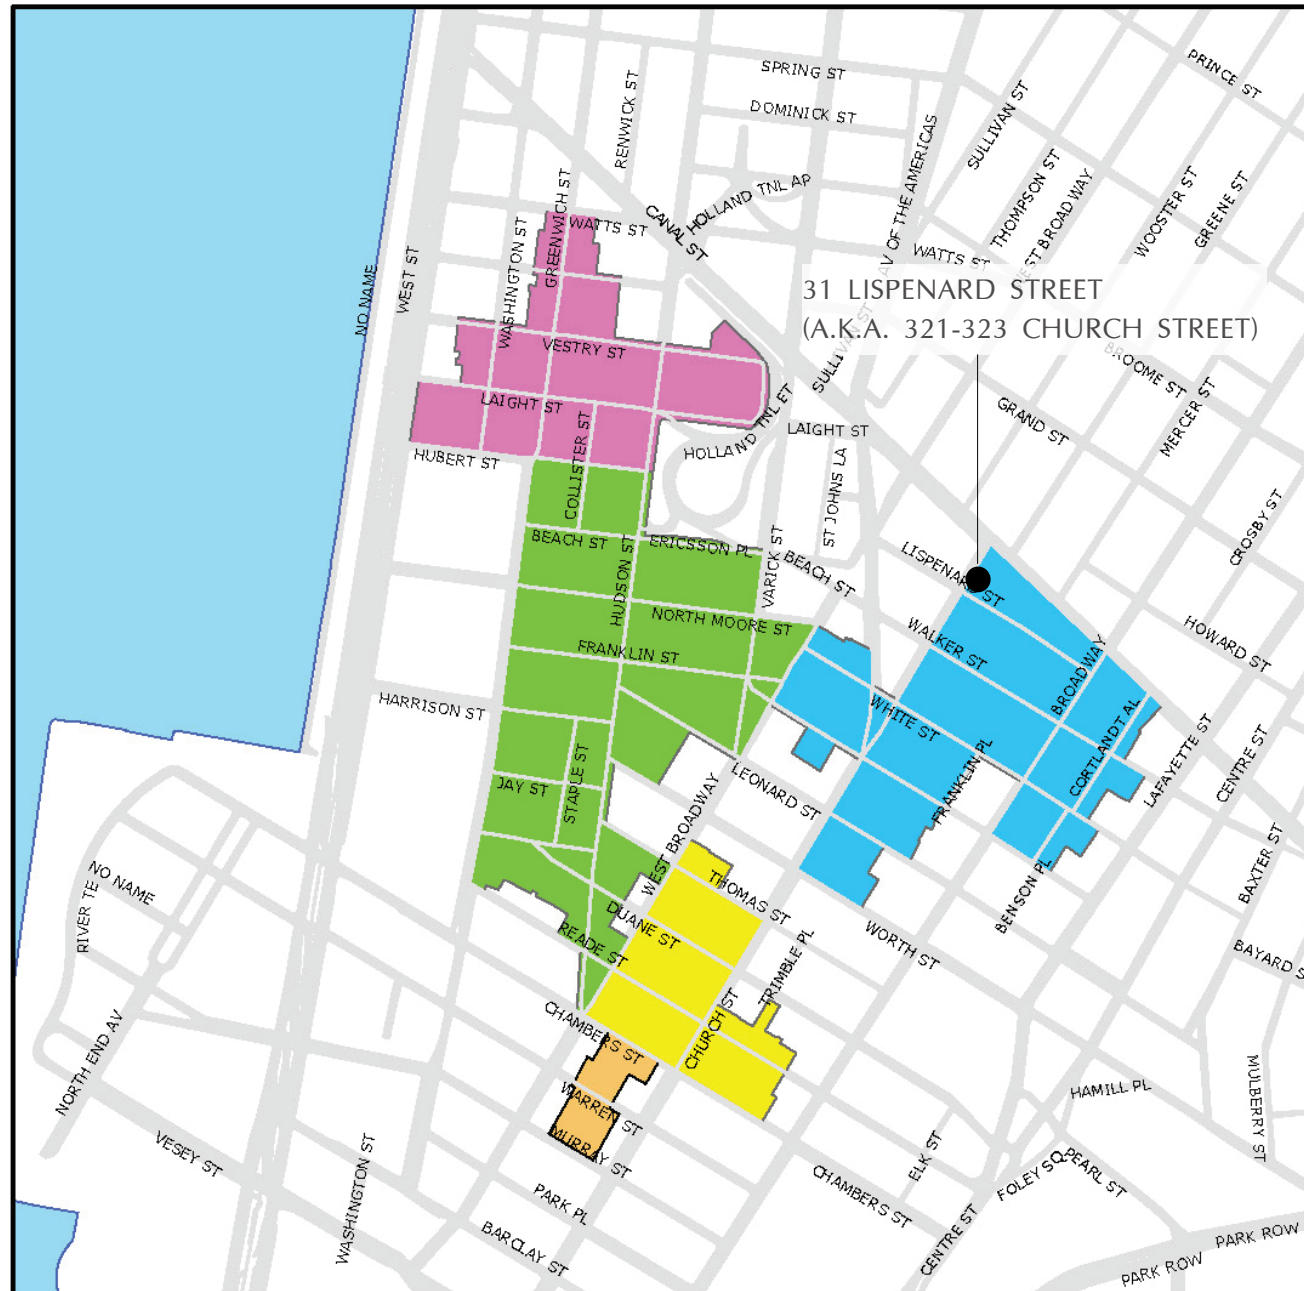 PRINCE ST
SPRING ST
DOMINICK ST
RENWICK ST
SULLIVAN ST
AV OF THE AMERICAS
THOMPSON ST
WOOSTER ST
GREENE ST
HOLLAND TNL AP
GREENWICH ST
WATTS ST
CANAL ST
WASHINGTON ST
WATTS ST
WEST ST
NO NAME
31 LISPENARD STREET
(A.K.A. 321-323 CHURCH STREET)
SULLIVAN ST
BROOME ST
VESTRY ST
MERCER ST
GRAND ST
LAIGHT ST
LAIGHT ST
HOLLAND TNL ET
COLLISTER ST
HUBERT ST
ST JOHNS LA
CROSBY ST
BEACH ST
ERICSSON PL
BEACH ST
VARICK ST
LISPENARD ST
HUDSON ST
NORTH MOORE ST
WALKER ST
HOWARD ST
FRANKLIN ST
BROADWAY
HARRISON ST
WHITE ST
CORTLANDT AL
LAFAYETTE ST
CENTRE ST
FRANKLIN PL
JAY ST
STAPLE ST
LEONARD ST
WEST BROADWAY
BAXTER ST
NO NAME
THOMAS ST
BENSON PL
RIVER TE
DUANE ST
READE ST
WORTH ST
BAYARD S
TRIMBLE PL
CHURCH ST
CHAMBERS ST
NORTH END AV
WARREN ST
HAMILL PL
MULBERRY ST
MURRAY ST
VESEY ST
WASHINGTON ST
ELK ST
FOLEY SQ
PEARL ST
PARK PL
CHAMBERS ST
BARCLAY ST
CENTRE ST
PARK ROW
PARK ROW